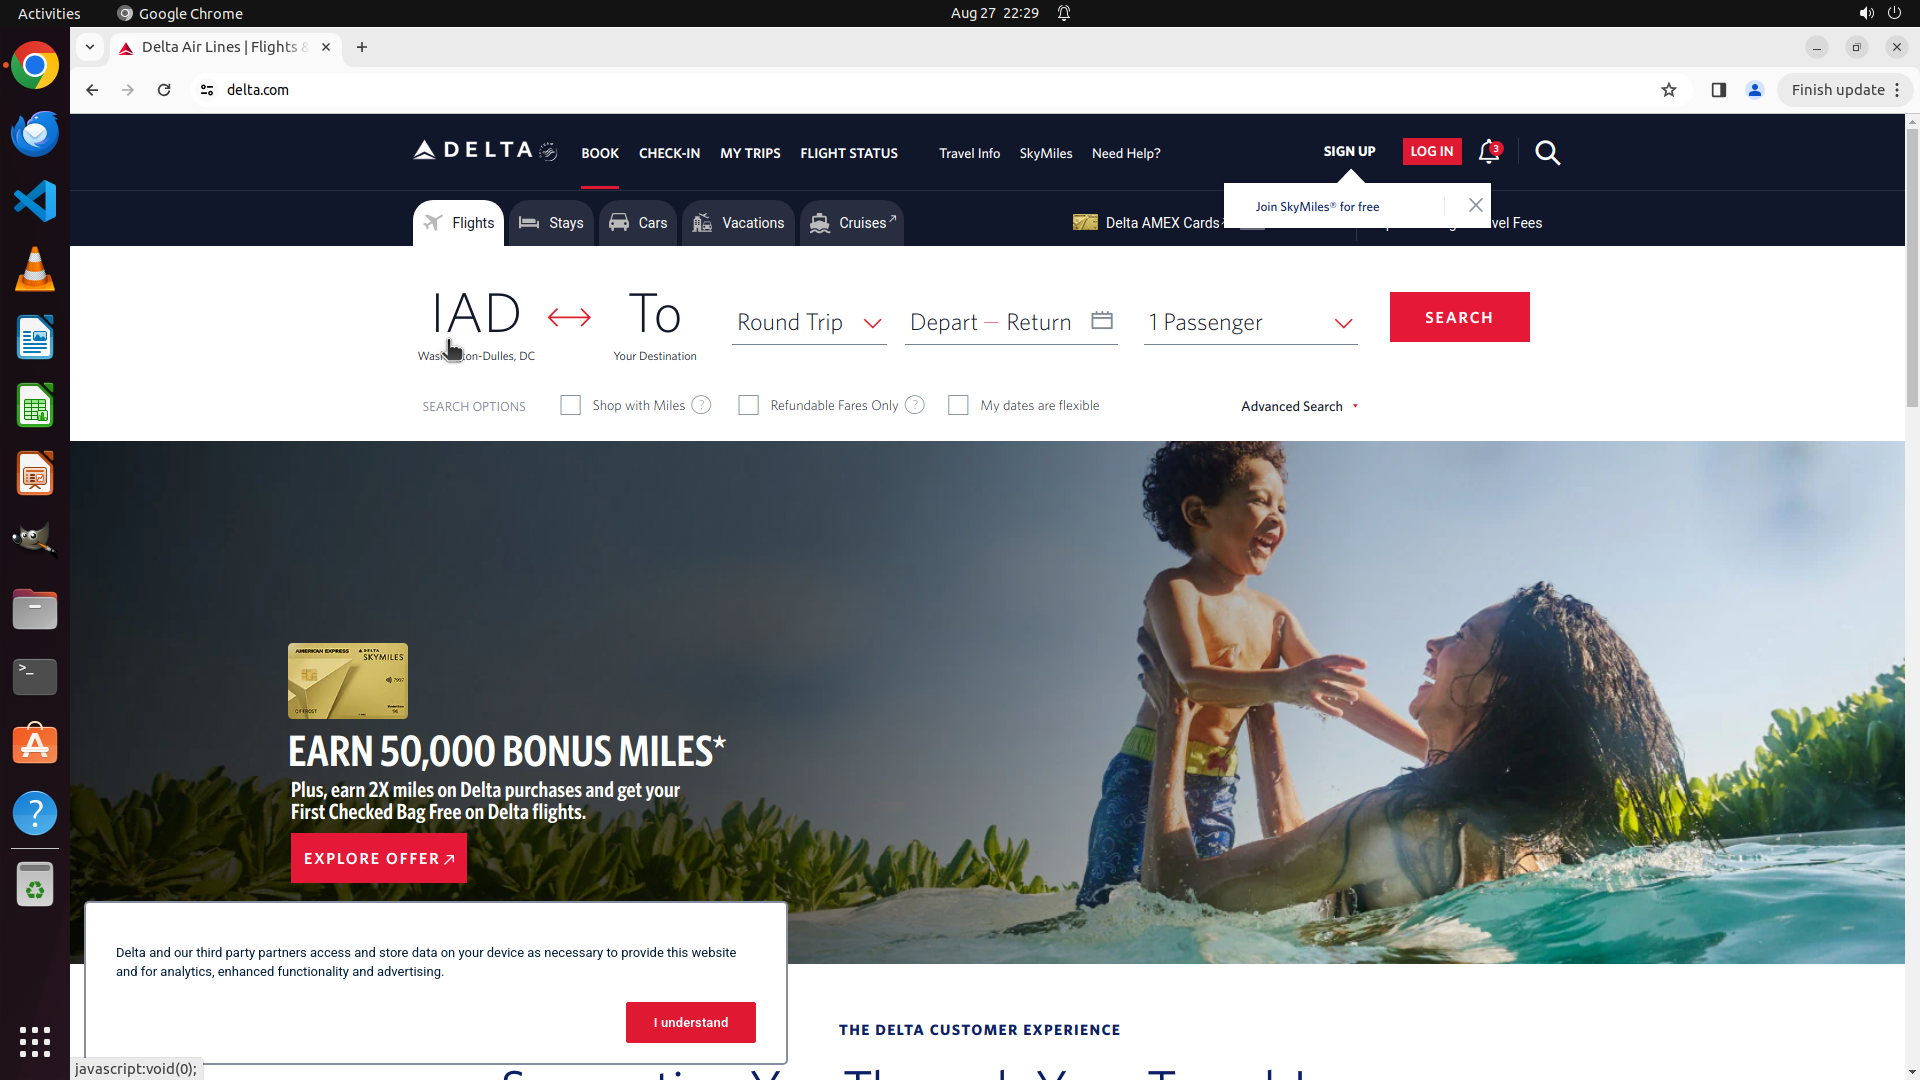 Activities
Google Chrome
Aug 27 22:29
Delta Air Lines | Flights &
delta.com
Finish update
DELTA
BOOK
CHECK-IN
MY TRIPS
FLIGHT STATUS
Travel Info
SkyMiles
Need Help?
SIGN UP
LOG IN
3
Join SkyMiles® for free
Flights
Stays
Cars
Vacations
Cruises
Delta AMEX Cards
vel Fees
IAD
To
Round Trip
Depart — Return
1 Passenger
SEARCH
Your Destination
SEARCH OPTIONS
Shop with Miles ?
Refundable Fares Only ?
My dates are flexible
Advanced Search
AMERICAN EXPRESS
DELTA
SKYMILES
EARN 50,000 BONUS MILES*
Plus, earn 2X miles on Delta purchases and get your
First Checked Bag Free on Delta flights.
EXPLORE OFFER
Delta and our third party partners access and store data on your device as necessary to provide this website
and for analytics, enhanced functionality and advertising.
I understand
THE DELTA CUSTOMER EXPERIENCE
javascript:void(0);